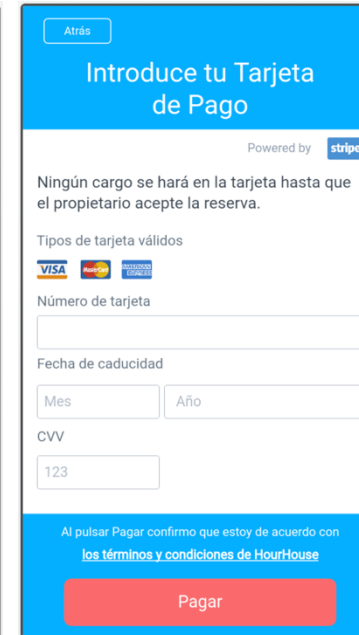 Atrás
Introduce tu Tarjeta
de Pago
Powered by stripe
Ningún cargo se hará en la tarjeta hasta que
el propietario acepte la reserva.
Tipos de tarjeta válidos
VISA MasterCard AMERICAN EXPRESS
Número de tarjeta
Fecha de caducidad
Mes Año
CVV
123
Al pulsar Pagar confirmo que estoy de acuerdo con
los términos y condiciones de HourHouse
Pagar